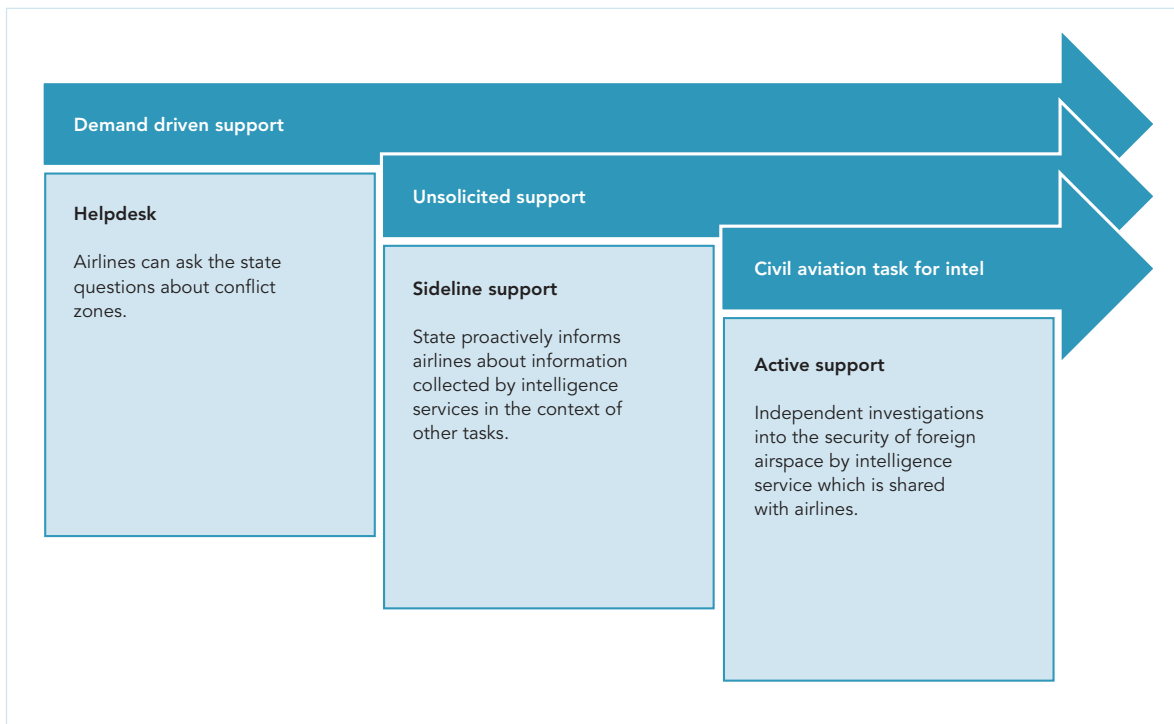 Demand driven support
Helpdesk
Airlines can ask the state
questions about conflict
zones.
Unsolicited support
Sideline support
State proactively informs
airlines about information
collected by intelligence
services in the context of
other tasks.
Civil aviation task for intel
Active support
Independent investigations
into the security of foreign
airspace by intelligence
service which is shared
with airlines.